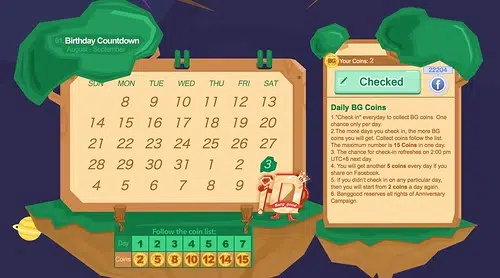 01 Birthday Countdown
August - September
SUN MON TUE WED THU FRI SAT
8 9 10 11 12 13
14 15 16 17 18 19 20
21 22 23 24 25 26 27
28 29 30 31 1 2 3
4 5 6 7 8 9
3
Follow the coin list:
Day 1 2 3 4 5 6 7
Coins 2 5 8 10 12 14 15
BG Your Coins: 2
Checked
22204
f
Daily BG Coins
1."Check in" everyday to collect BG coins. One
chance only per day.
2.The more days you check in, the more BG
coins you will get. Coins follow the list.
The maximum number is 15 Coins in one day.
3. The chance for check-in refreshes on 2:00 pm
UTC+8 next day.
4. You will get another 5 coins every day if you
share on Facebook.
5. If you didn't check in on any particular day,
then you will start from 2 coins a day again.
6. Banggood reserves all rights of Anniversary
Campaign.